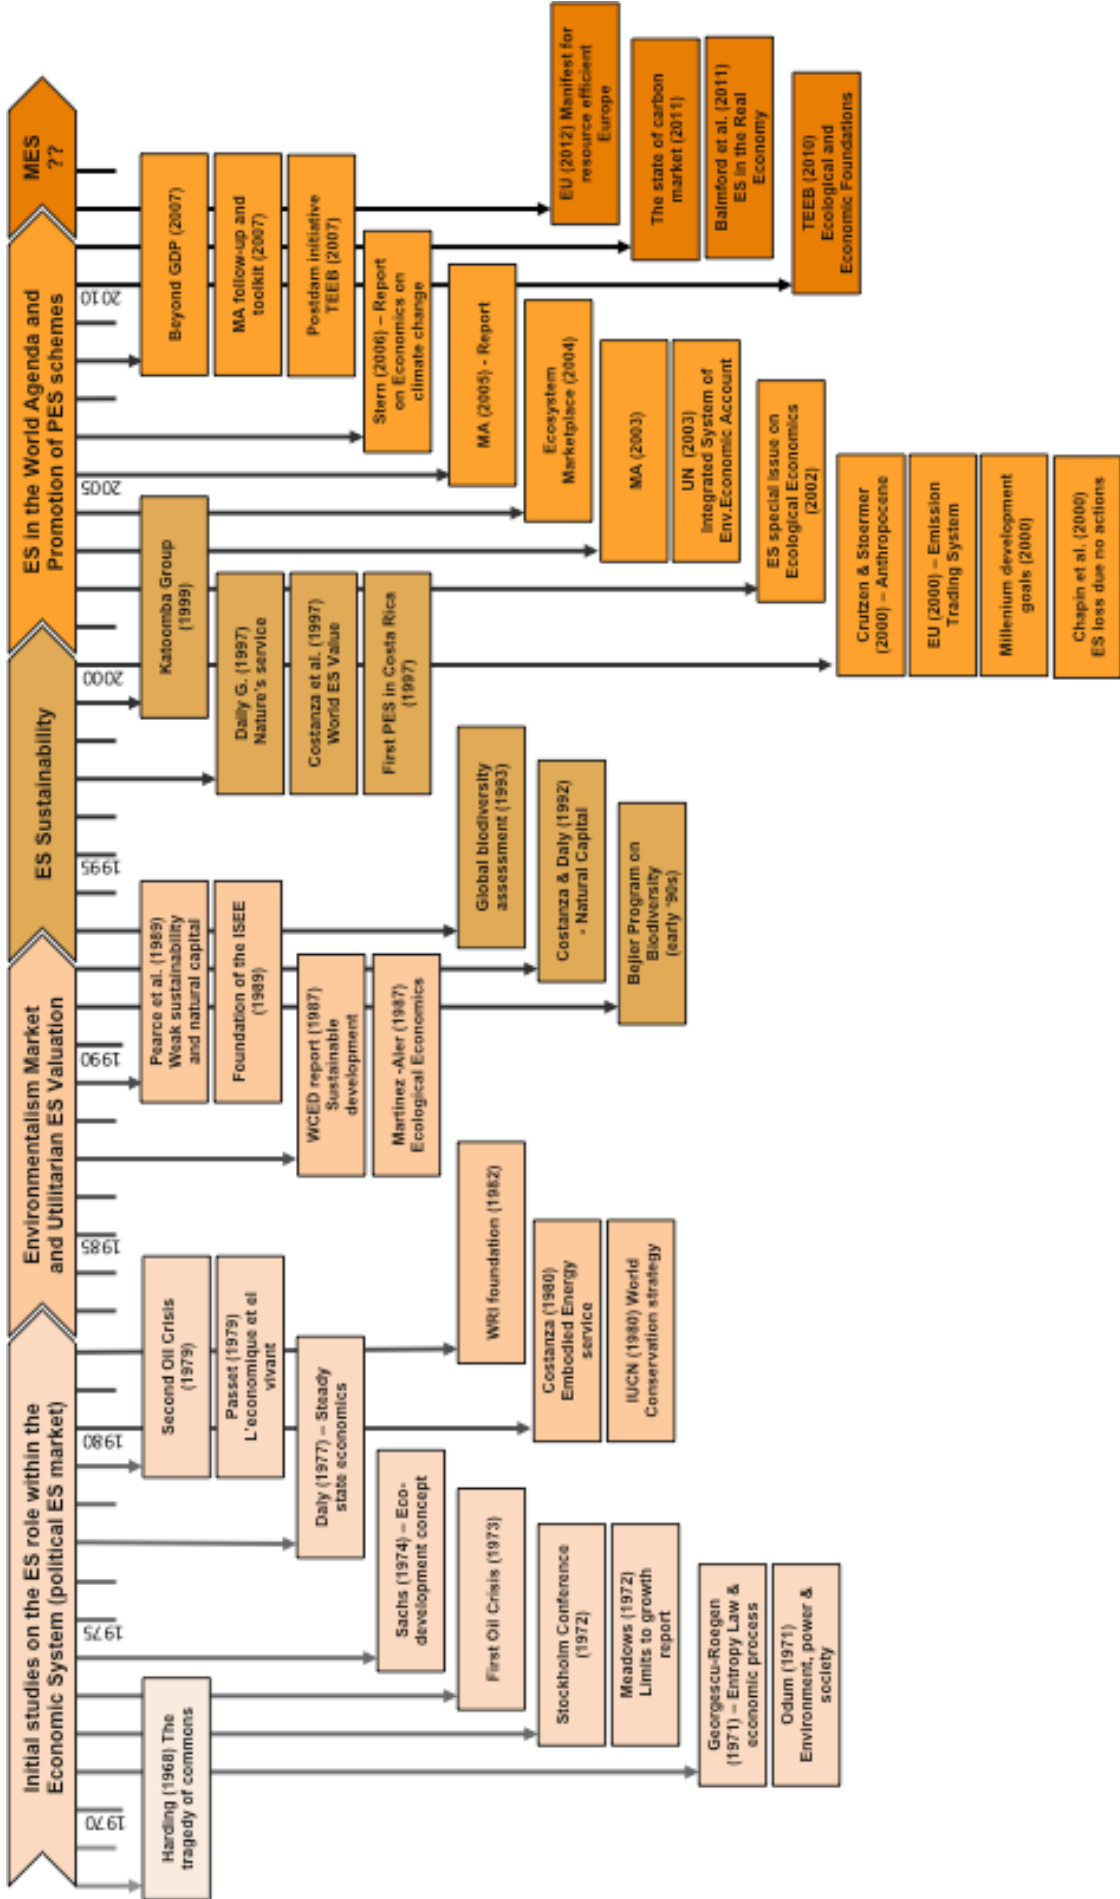 Initial studies on the ES role within the
Economic System (political ES market)
Environmentalism Market
and Utilitarian ES Valuation
ES Sustainability
ES in the World Agenda and
Promotion of PES schemes
MES
??
1970
1975
1980
1985
1990
1995
2000
2005
2010
Harding (1968) The
tragedy of commons
Georgescu-Roegen
(1971) – Entropy Law &
economic process
Odum (1971)
Environment, power &
society
Stockholm Conference
(1972)
Meadows (1972)
Limits to growth
report
First Oil Crisis (1973)
Sachs (1974) – Eco-
development concept
Daly (1977) – Steady
state economics
Second Oil Crisis
(1979)
Passet (1979)
L'economique et el
vivant
Costanza (1980)
Embodied Energy
service
IUCN (1980) World
Conservation strategy
WRI foundation (1982)
WCED report (1987)
Sustainable
development
Martinez -Aler (1987)
Ecological Economics
Pearce et al. (1989)
Weak sustainability
and natural capital
Foundation of the ISEE
(1989)
Bejier Program on
Biodiversity
(early '90s)
Costanza & Daly (1992)
- Natural Capital
Global biodiversity
assessment (1993)
Daily G. (1997)
Nature's service
Costanza et al. (1997)
World ES Value
First PES in Costa Rica
(1997)
Katoomba Group
(1999)
Crutzen & Stoermer
(2000) – Anthropocene
EU (2000) – Emission
Trading System
Millenium development
goals (2000)
Chapin et al. (2000)
ES loss due no actions
ES special issue on
Ecological Economics
(2002)
MA (2003)
UN (2003)
Integrated System of
Env.Economic Account
Ecosystem
Marketplace (2004)
MA (2005) - Report
Stern (2006) – Report
on Economics on
climate change
Beyond GDP (2007)
MA follow-up and
toolkit (2007)
Postdam initiative
TEEB (2007)
TEEB (2010)
Ecological and
Economic Foundations
The state of carbon
market (2011)
Balmford et al. (2011)
ES in the Real
Economy
EU (2012) Manifest for
resource efficient
Europe